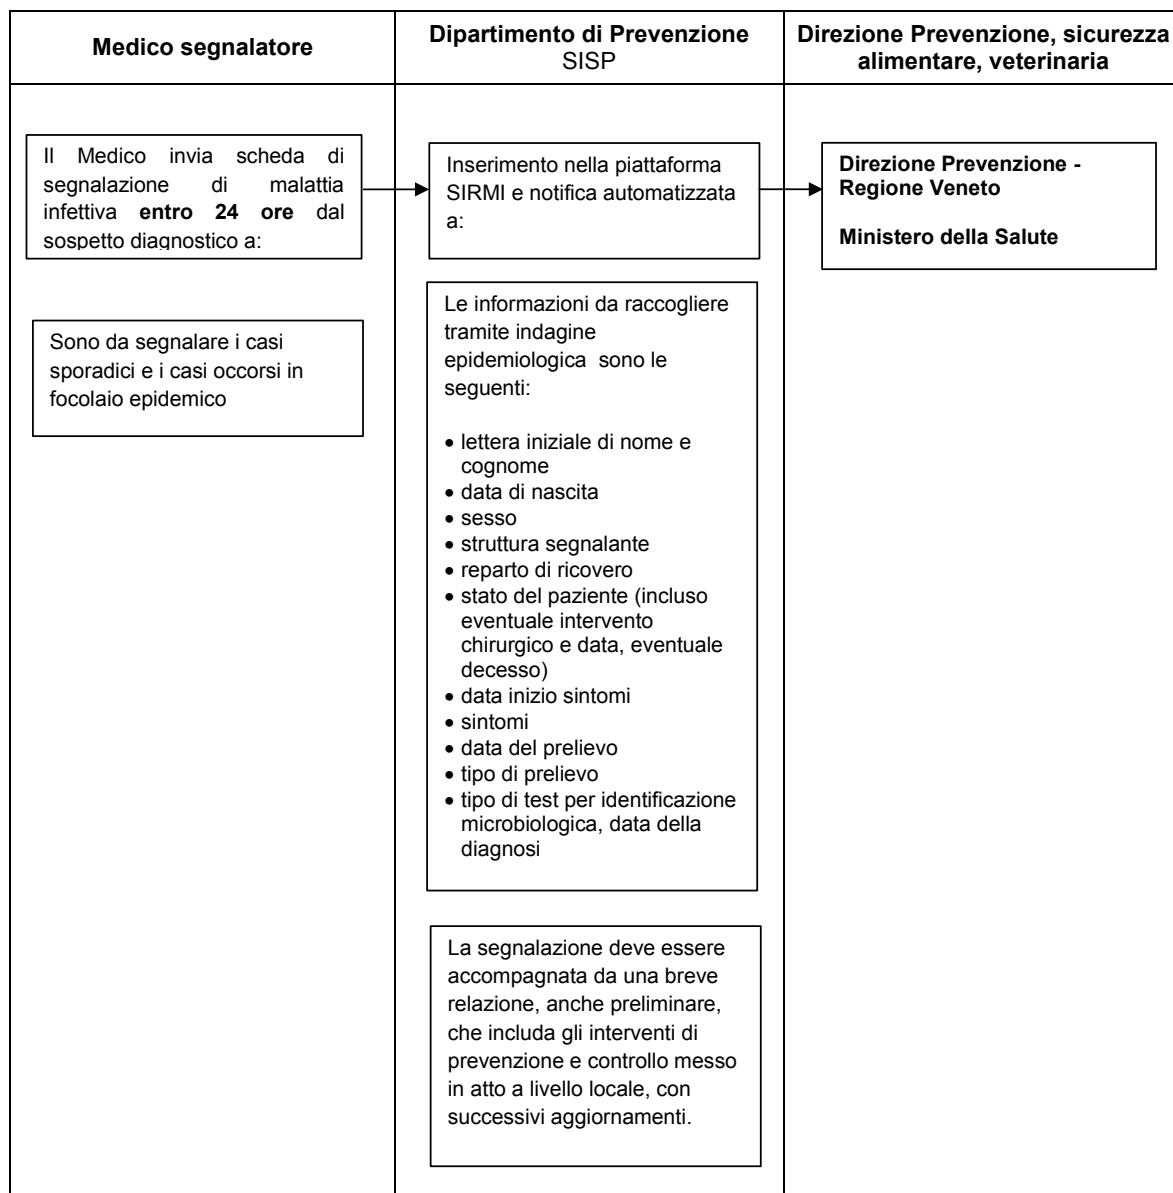 Medico segnalatore
Dipartimento di Prevenzione
SISP
Direzione Prevenzione, sicurezza
alimentare, veterinaria
Il Medico invia scheda di
segnalazione di malattia
infettiva entro 24 ore dal
sospetto diagnostico a:
Sono da segnalare i casi
sporadici e i casi occorsi in
focolaio epidemico
Inserimento nella piattaforma
SIRMI e notifica automatizzata
a:
Le informazioni da raccogliere
tramite indagine
epidemiologica sono le
seguenti:
• lettera iniziale di nome e
cognome
• data di nascita
• sesso
• struttura segnalante
• reparto di ricovero
• stato del paziente (incluso
eventuale intervento
chirurgico e data, eventuale
decesso)
• data inizio sintomi
• sintomi
• data del prelievo
• tipo di prelievo
• tipo di test per identificazione
microbiologica, data della
diagnosi
La segnalazione deve essere
accompagnata da una breve
relazione, anche preliminare,
che includa gli interventi di
prevenzione e controllo messo
in atto a livello locale, con
successivi aggiornamenti.
Direzione Prevenzione -
Regione Veneto
Ministero della Salute